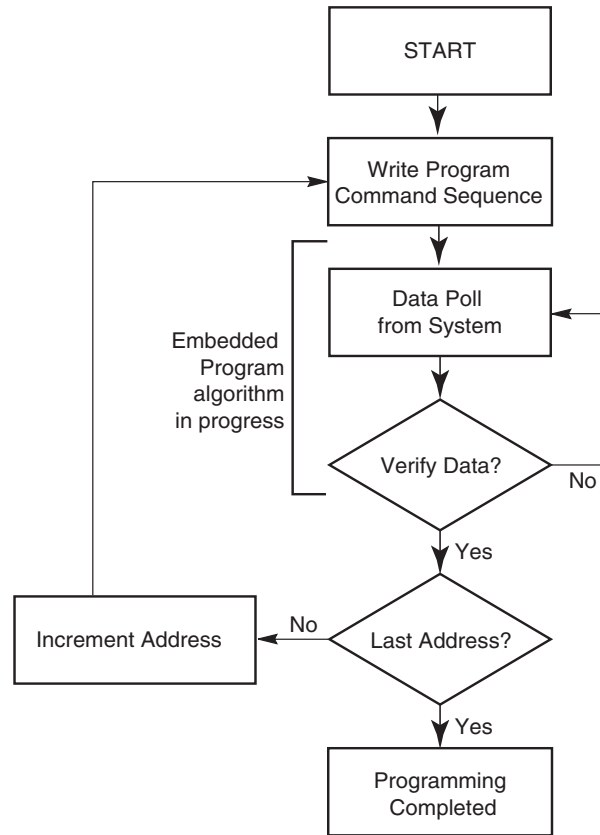 START
Write Program
Command Sequence
Data Poll
from System
Embedded
Program
algorithm
in progress
Verify Data?
No
Yes
Last Address?
No
Increment Address
Yes
Programming
Completed